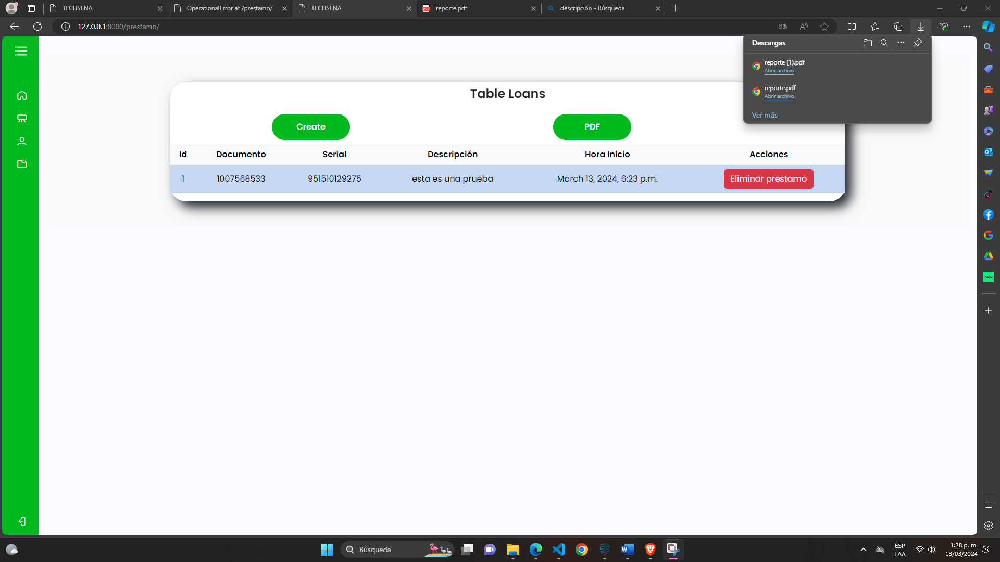 TECHSENA
OperationalError at /prestamo/
TECHSENA
reporte.pdf
descripción - Búsqueda
127.0.0.1:8000/prestamo/
Descargas
reporte (1).pdf
Abrir archivo
reporte.pdf
Abrir archivo
Ver más
Table Loans
Create
PDF
Id Documento Serial Descripción Hora Inicio Acciones
1 1007568533 951510129275 esta es una prueba March 13, 2024, 6:23 p.m. Eliminar prestamo
hulu
Búsqueda
ESP
LAA
1:28 p. m.
13/03/2024